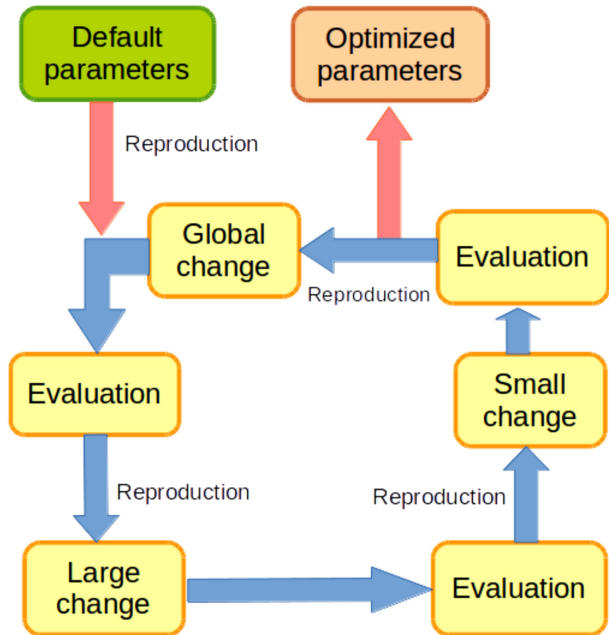 Default
parameters
Optimized
parameters
Reproduction
Global
change
Evaluation
Reproduction
Evaluation
Small
change
Reproduction
Reproduction
Large
change
Evaluation